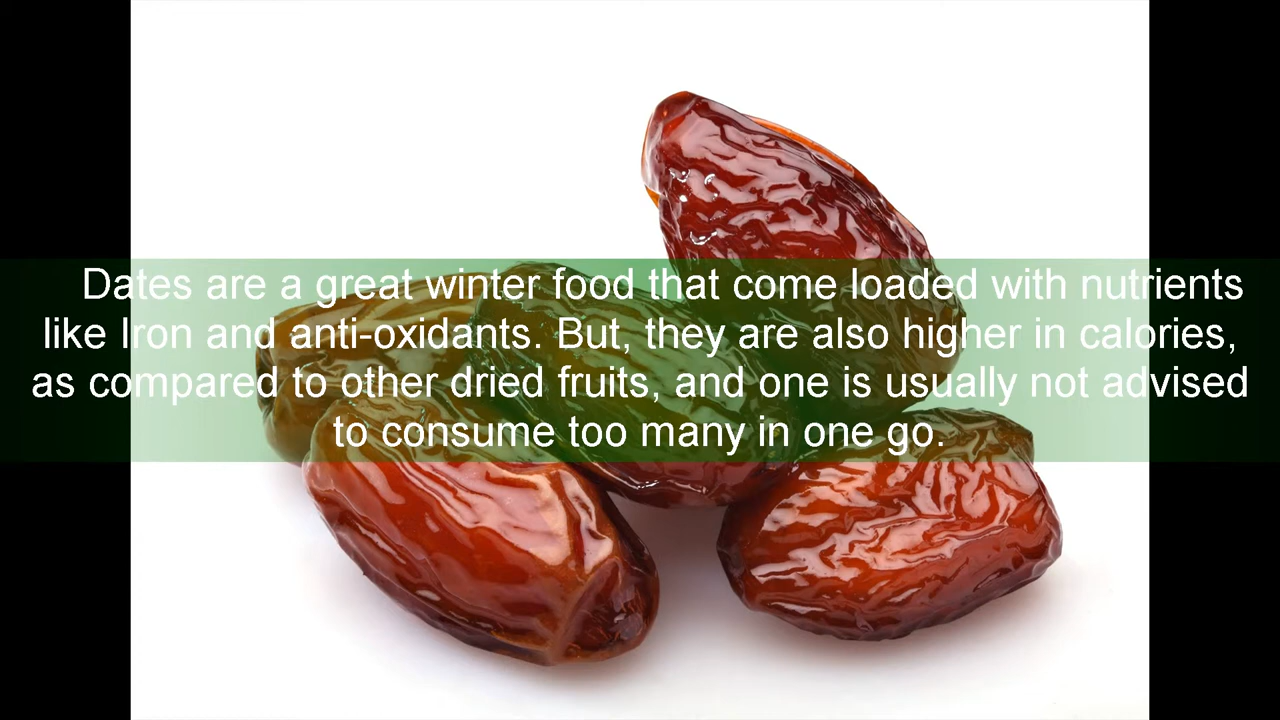 Dates are a great winter food that come loaded with nutrients
like Iron and anti-oxidants. But, they are also higher in calories,
as compared to other dried fruits, and one is usually not advised
to consume too many in one go.